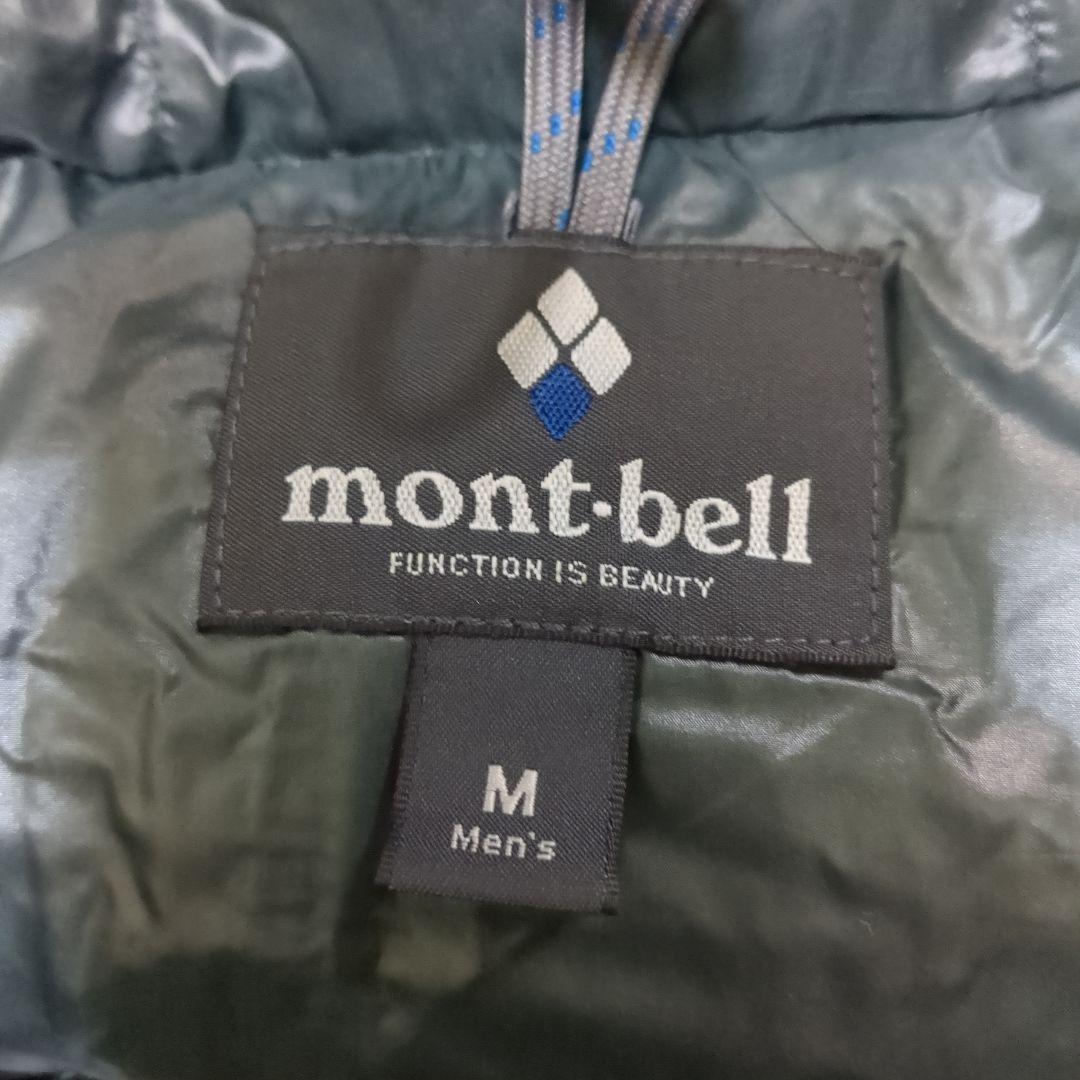 mont-bell
FUNCTION IS BEAUTY
M
Men's